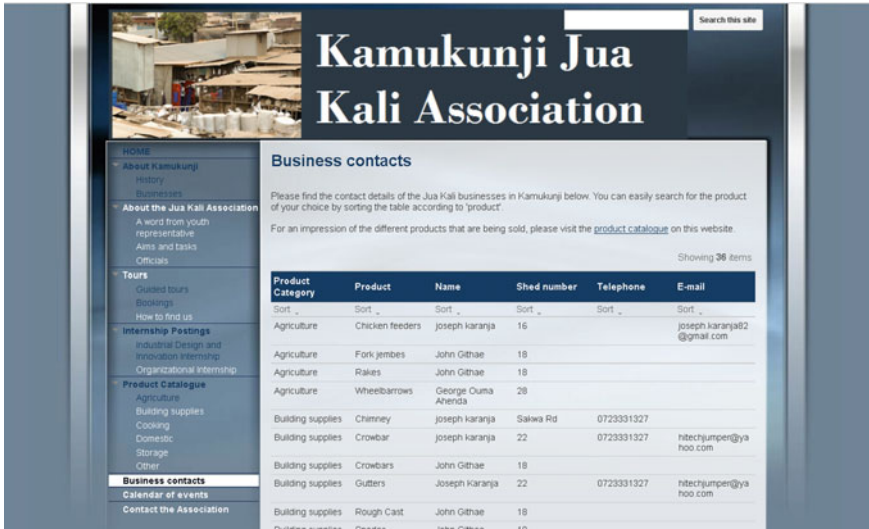 Search this site
Kamukunji Jua
Kali Association
HOME
About Kamukunji
History
Businesses
About the Jua Kali Association
A word from youth
representative
Aims and tasks
Officials
Tours
Guided tours
Bookings
How to find us
Internship Postings
Industrial Design and
Innovation Internship
Organizational Internship
Product Catalogue
Agriculture
Building supplies
Cooking
Domestic
Storage
Other
Business contacts
Calendar of events
Contact the Association
Business contacts
Please find the contact details of the Jua Kali businesses in Kamukunji below. You can easily search for the product
of your choice by sorting the table according to 'product'.
For an impression of the different products that are being sold, please visit the product catalogue on this website.
Showing 36 items
Product Category Product Name Shed number Telephone E-mail
Sort Sort Sort Sort Sort Sort
Agriculture Chicken feeders joseph karanja 16 joseph.karanja82@gmail.com
Agriculture Fork jembes John Githae 18
Agriculture Rakes John Githae 18
Agriculture Wheelbarrows George Ouma Ahenda 28
Building supplies Chimney joseph karanja Sakwa Rd 0723331327
Building supplies Crowbar joseph karanja 22 0723331327 hitechjumper@yahoo.com
Building supplies Crowbars John Githae 18
Building supplies Gutters Joseph Karanja 22 0723331327 hitechjumper@yahoo.com
Building supplies Rough Cast John Githae 18